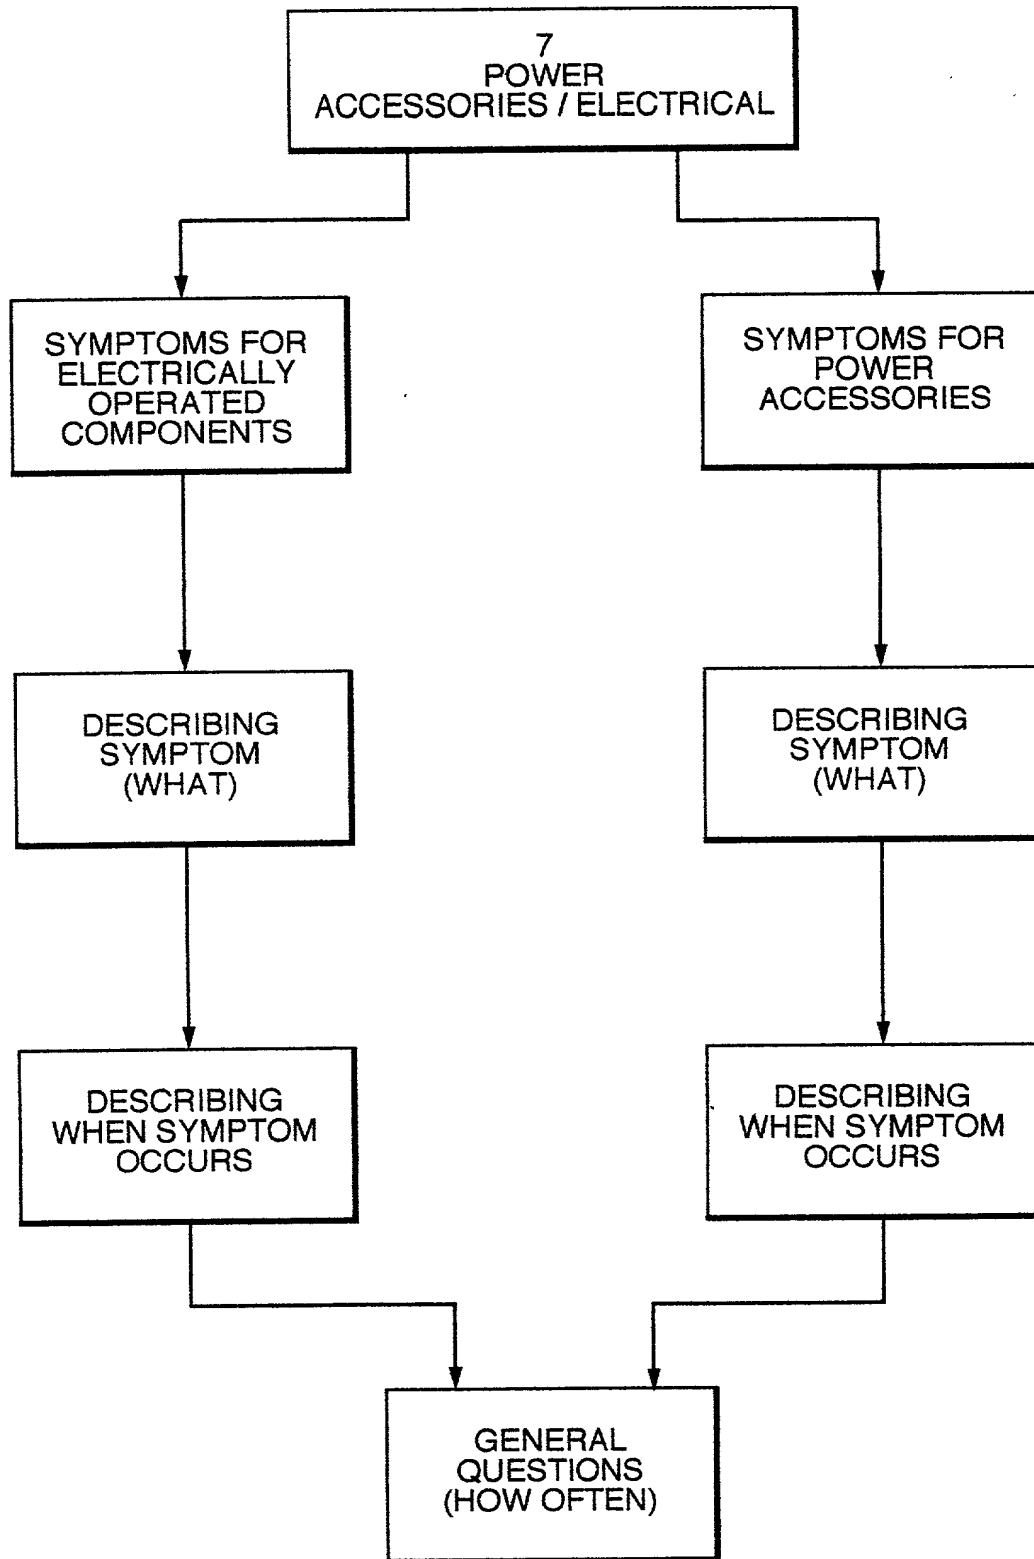 7
POWER
ACCESSORIES / ELECTRICAL
SYMPTOMS FOR
ELECTRICALLY
OPERATED
COMPONENTS
SYMPTOMS FOR
POWER
ACCESSORIES
DESCRIBING
SYMPTOM
(WHAT)
DESCRIBING
SYMPTOM
(WHAT)
DESCRIBING
WHEN SYMPTOM
OCCURS
DESCRIBING
WHEN SYMPTOM
OCCURS
GENERAL
QUESTIONS
(HOW OFTEN)